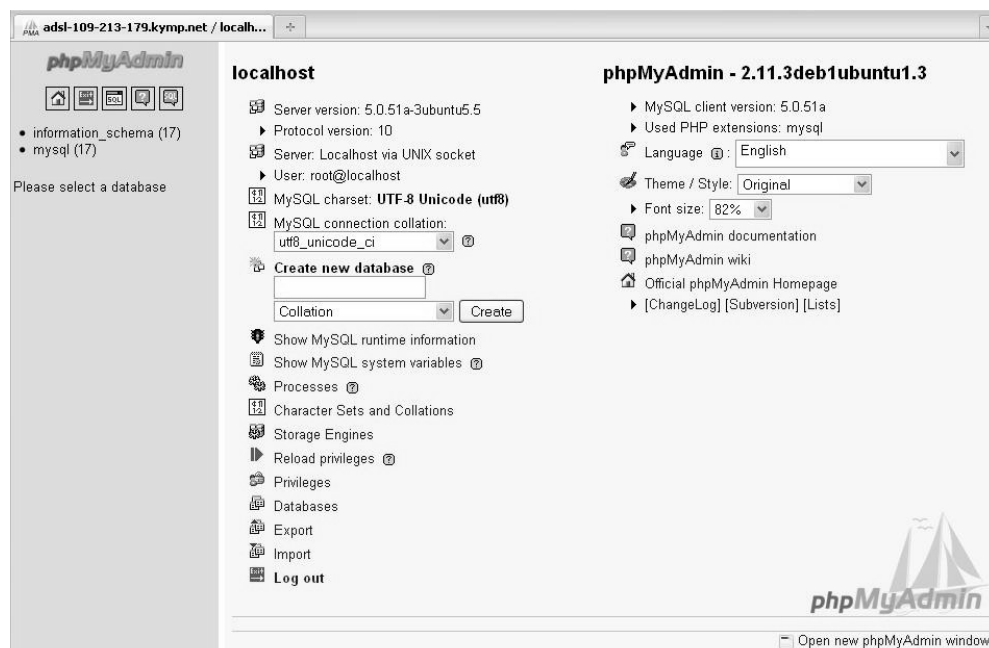 adsl-109-213-179.kymp.net / localh...
phpMyAdmin
SQL
information_schema (17)
mysql (17)
Please select a database
localhost
Server version: 5.0.51a-3ubuntu5.5
Protocol version: 10
Server: Localhost via UNIX socket
User: root@localhost
MySQL charset: UTF-8 Unicode (utf8)
MySQL connection collation:
utf8_unicode_ci
Create new database
Collation
Create
Show MySQL runtime information
Show MySQL system variables
Processes
Character Sets and Collations
Storage Engines
Reload privileges
Privileges
Databases
Export
Import
Log out
phpMyAdmin - 2.11.3deb1ubuntu1.3
MySQL client version: 5.0.51a
Used PHP extensions: mysql
Language : English
Theme / Style: Original
Font size: 82%
phpMyAdmin documentation
phpMyAdmin wiki
Official phpMyAdmin Homepage
[ChangeLog] [Subversion] [Lists]
phpMyAdmin
Open new phpMyAdmin window